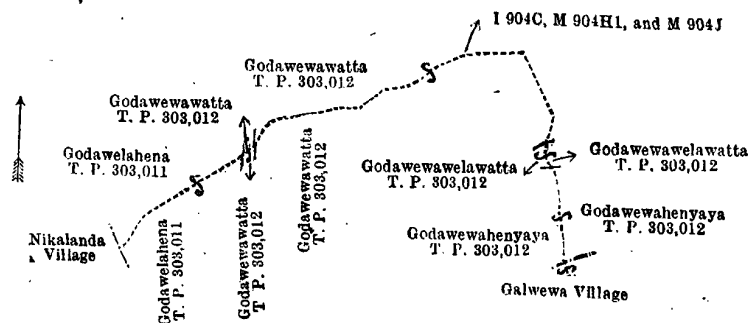 I 904C, M 904H1, and M 904J
Godawewawatta
T. P. 303,012
Godawewawatta
T. P. 303,012
Godawelahena
T. P. 303,011
Nikalanda
Village
Godawelahena
T. P. 303,011
Godawewawatta
T P. 303,012
Godawewawatta
T. P. 303,012
Godawewawelawatta
T. P. 303,012
Godawewawelawatta
T. P. 303,012
Godawewahenyaya
T. P. 303,012
Godawewahenyaya
T. P. 303,012
Galwewa Village